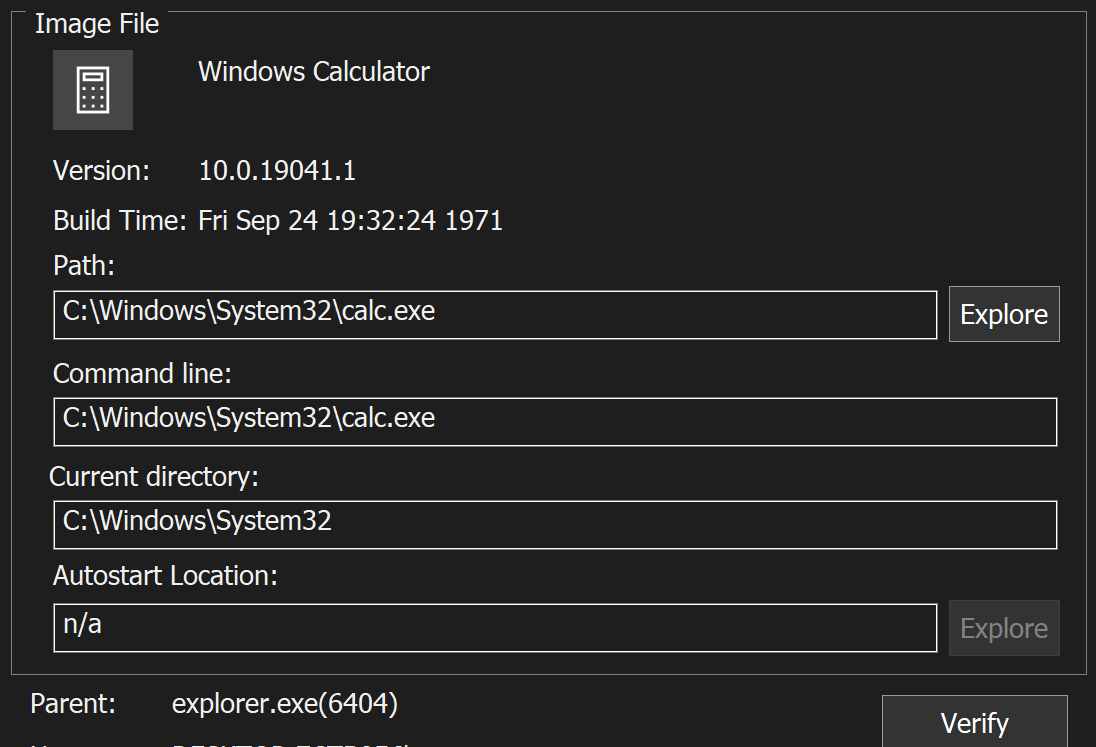 Image File
Windows Calculator
Version: 10.0.19041.1
Build Time: Fri Sep 24 19:32:24 1971
Path:
C:\Windows\System32\calc.exe Explore
Command line:
C:\Windows\System32\calc.exe
Current directory:
C:\Windows\System32
Autostart Location:
n/a Explore
Parent: explorer.exe(6404)
Verify